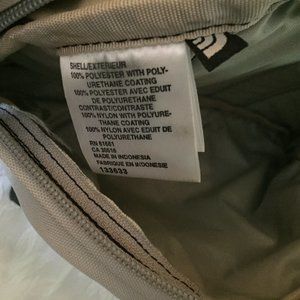 SHELL/EXTERIEUR
100% POLYESTER WITH POLY-
URETHANE COATING
100% POLYESTER AVEC EDUIT
DE POLYURETHANE
CONTRAST/CONTRASTE
100% NYLON WITH POLYURE-
THANE COATING
100% NYLON AVEC EDUIT DE
POLYURETHANE
RN 61661
CA 30516
MADE IN INDONESIA
FABRIQUE EN INDONESIE
133633